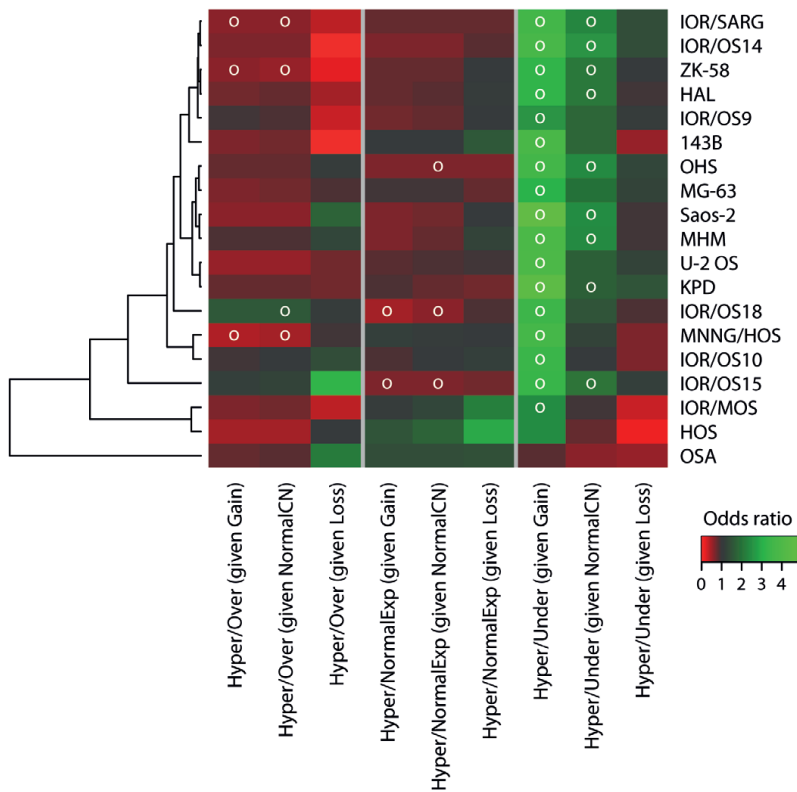 o o o o IOR/SARG
o o IOR/OS14
o o o o ZK-58
o o HAL
o IOR/OS9
o 143B
o o o OHS
o MG-63
o o Saos-2
o o MHM
o U-2 OS
o o KPD
o o o o IOR/OS18
o o o MNNG/HOS
o IOR/OS10
o o o o IOR/OS15
o IOR/MOS
HOS
OSA
Hyper/Over (given Gain)
Hyper/Over (given NormalCN)
Hyper/Over (given Loss)
Hyper/NormalExp (given Gain)
Hyper/NormalExp (given NormalCN)
Hyper/NormalExp (given Loss)
Hyper/Under (given Gain)
Hyper/Under (given NormalCN)
Hyper/Under (given Loss)
Odds ratio
0 1 2 3 4